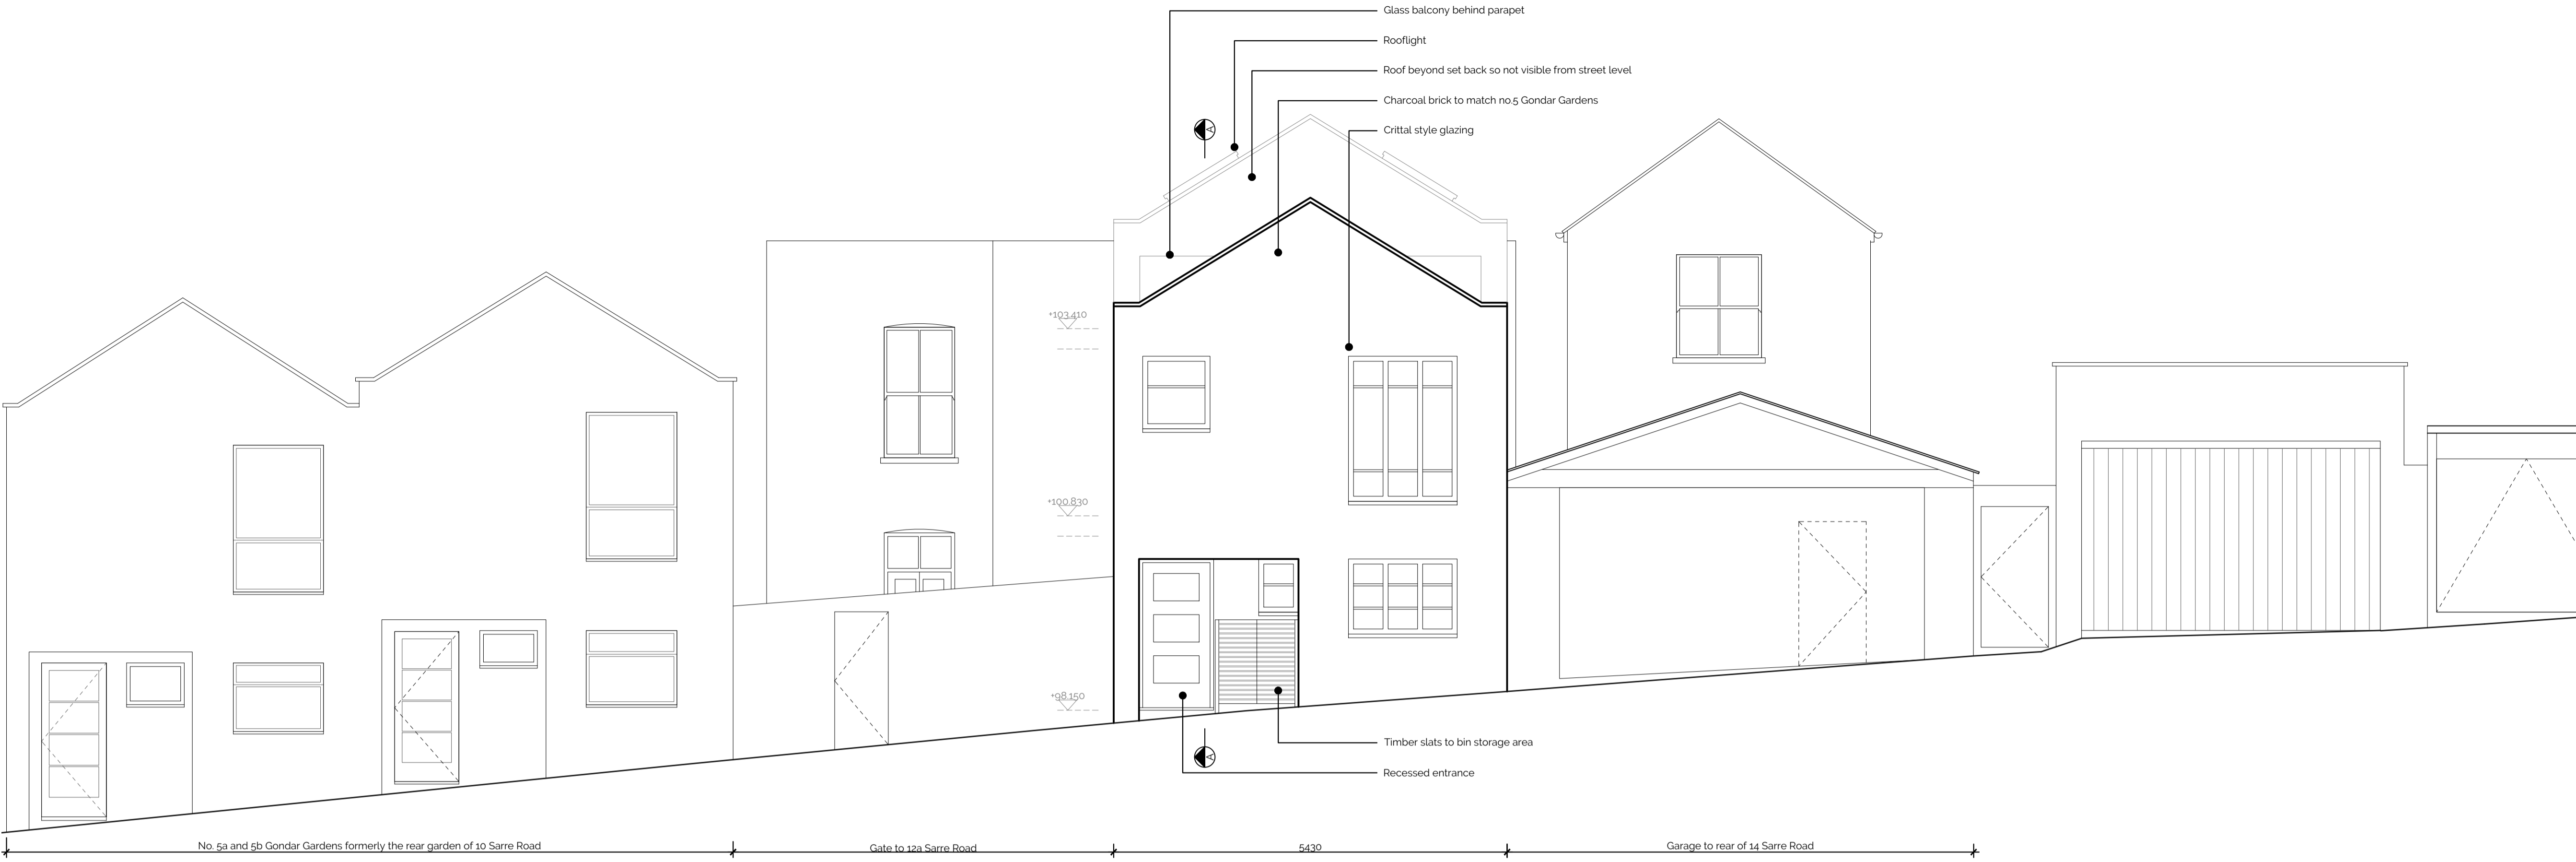 Glass balcony behind parapet
Rooflight
Roof beyond set back so not visible from street level
Charcoal brick to match no.5 Gondar Gardens
A
Crittal style glazing
+103.410
+100.830
+98.150
Timber slats to bin storage area
A
Recessed entrance
No. 5a and 5b Gondar Gardens formerly the rear garden of 10 Sarre Road
Gate to 12a Sarre Road
5430
Garage to rear of 14 Sarre Road